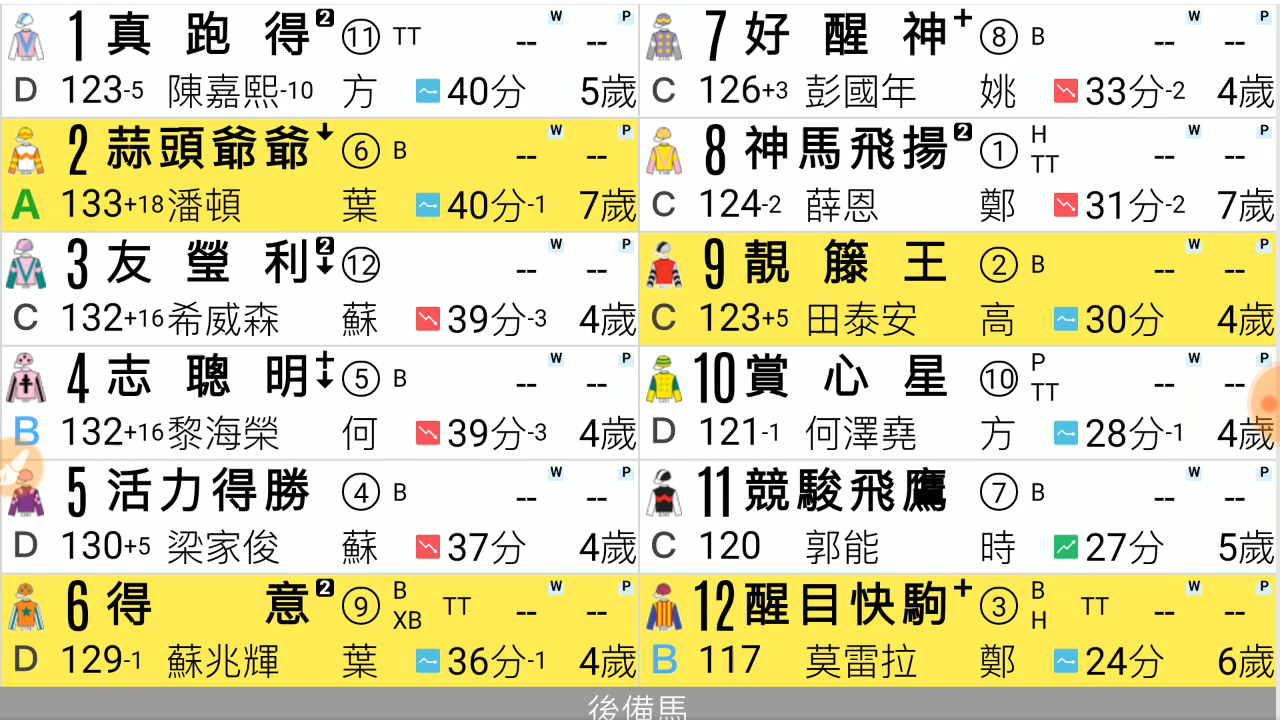 1 真跑得 2 ⑪ TT W -- P --
D 123-5 陳嘉熙-10 方 40分 5歲
2 蒜頭爺爺 ⑥ B W -- P --
A 133+18 潘頓 葉 40分-1 7歲
3 友瑩利 2 ⑫ W -- P --
C 132+16 希威森 蘇 39分-3 4歲
4 志聰明 ⑤ B W -- P --
B 132+16 黎海榮 何 39分-3 4歲
5 活力得勝 ④ B W -- P --
D 130+5 梁家俊 蘇 37分 4歲
6 得意 2 ⑨ B XB TT W -- P --
D 129-1 蘇兆輝 葉 36分-1 4歲
7 好醒神+ ⑧ B W -- P --
C 126+3 彭國年 姚 33分-2 4歲
8 神馬飛揚 2 ① H TT W -- P --
C 124-2 薛恩 鄭 31分-2 7歲
9 靚籐王 ② B W -- P --
C 123+5 田泰安 高 30分 4歲
10 賞心星 ⑩ P TT W -- P --
D 121-1 何澤堯 方 28分-1 4歲
11 競駿飛鷹 ⑦ B W -- P --
C 120 郭能 時 27分 5歲
12 醒目快駒+ ③ B H TT W -- P --
B 117 莫雷拉 鄭 24分 6歲
後備馬